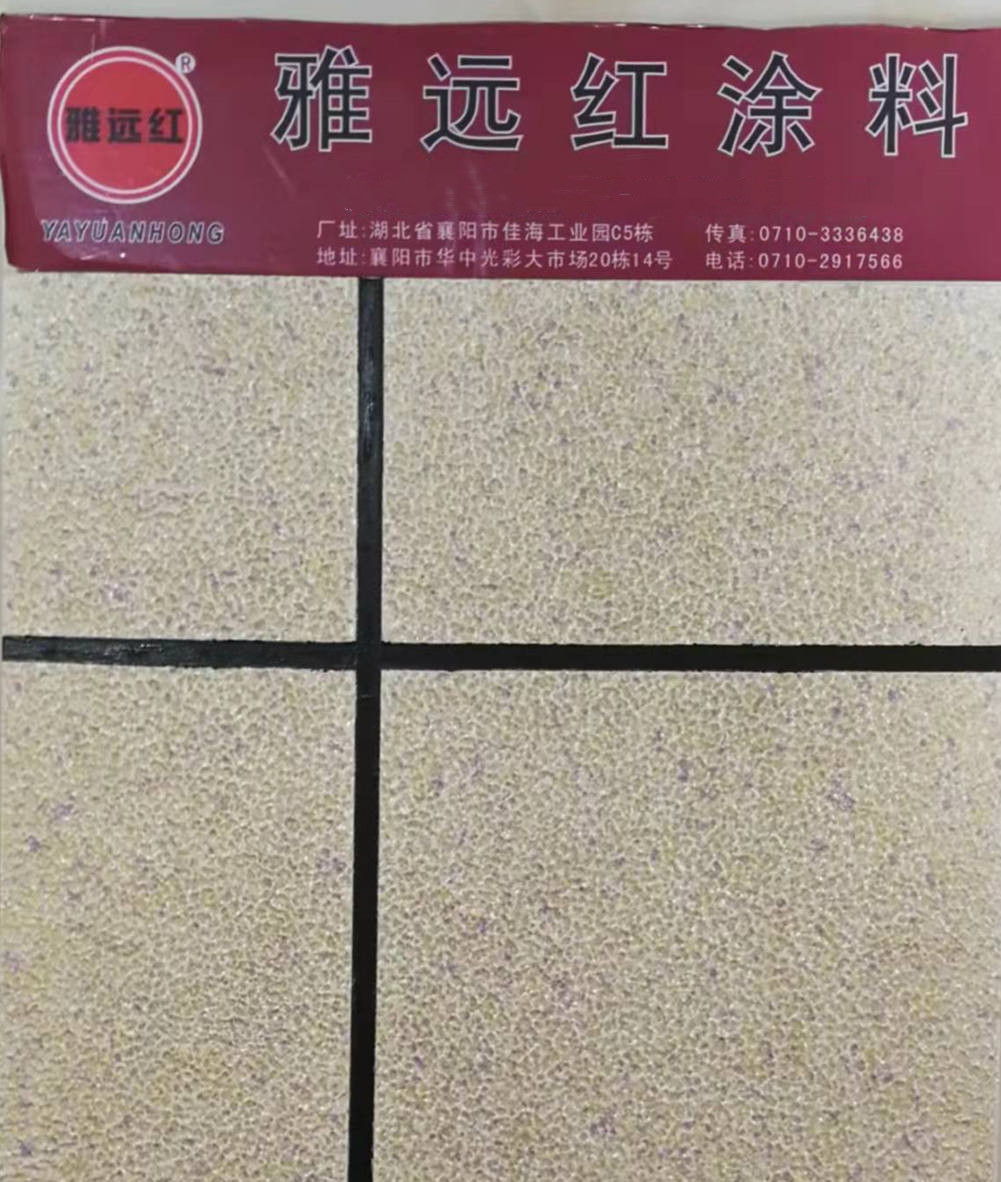 雅远红®
YAYUANHONG
雅远红涂料
厂址:湖北省襄阳市佳海工业园C5栋 传真:0710-3336438
地址:襄阳市华中光彩大市场20栋14号 电话:0710-2917566